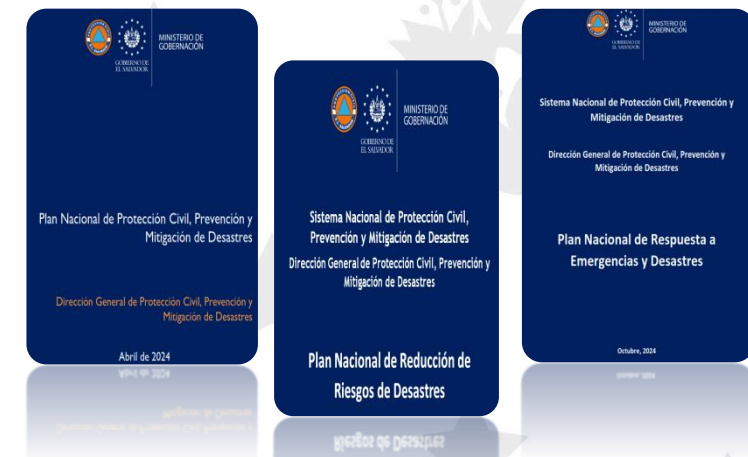 MINISTERIO DE
GOBERNACIÓN
GOBIERNO DE
EL SALVADOR
Plan Nacional de Protección Civil, Prevención y
Mitigación de Desastres
Dirección General de Protección Civil, Prevención y
Mitigación de Desastres
Abril de 2024
MINISTERIO DE
GOBERNACIÓN
GOBIERNO DE
EL SALVADOR
Sistema Nacional de Protección Civil,
Prevención y Mitigación de Desastres
Dirección General de Protección Civil, Prevención y
Mitigación de Desastres
Plan Nacional de Reducción de
Riesgos de Desastres
MINISTERIO DE
GOBERNACIÓN
GOBIERNO DE
EL SALVADOR
Sistema Nacional de Protección Civil, Prevención y
Mitigación de Desastres
Dirección General de Protección Civil, Prevención y
Mitigación de Desastres
Plan Nacional de Respuesta a
Emergencias y Desastres
Octubre, 2024